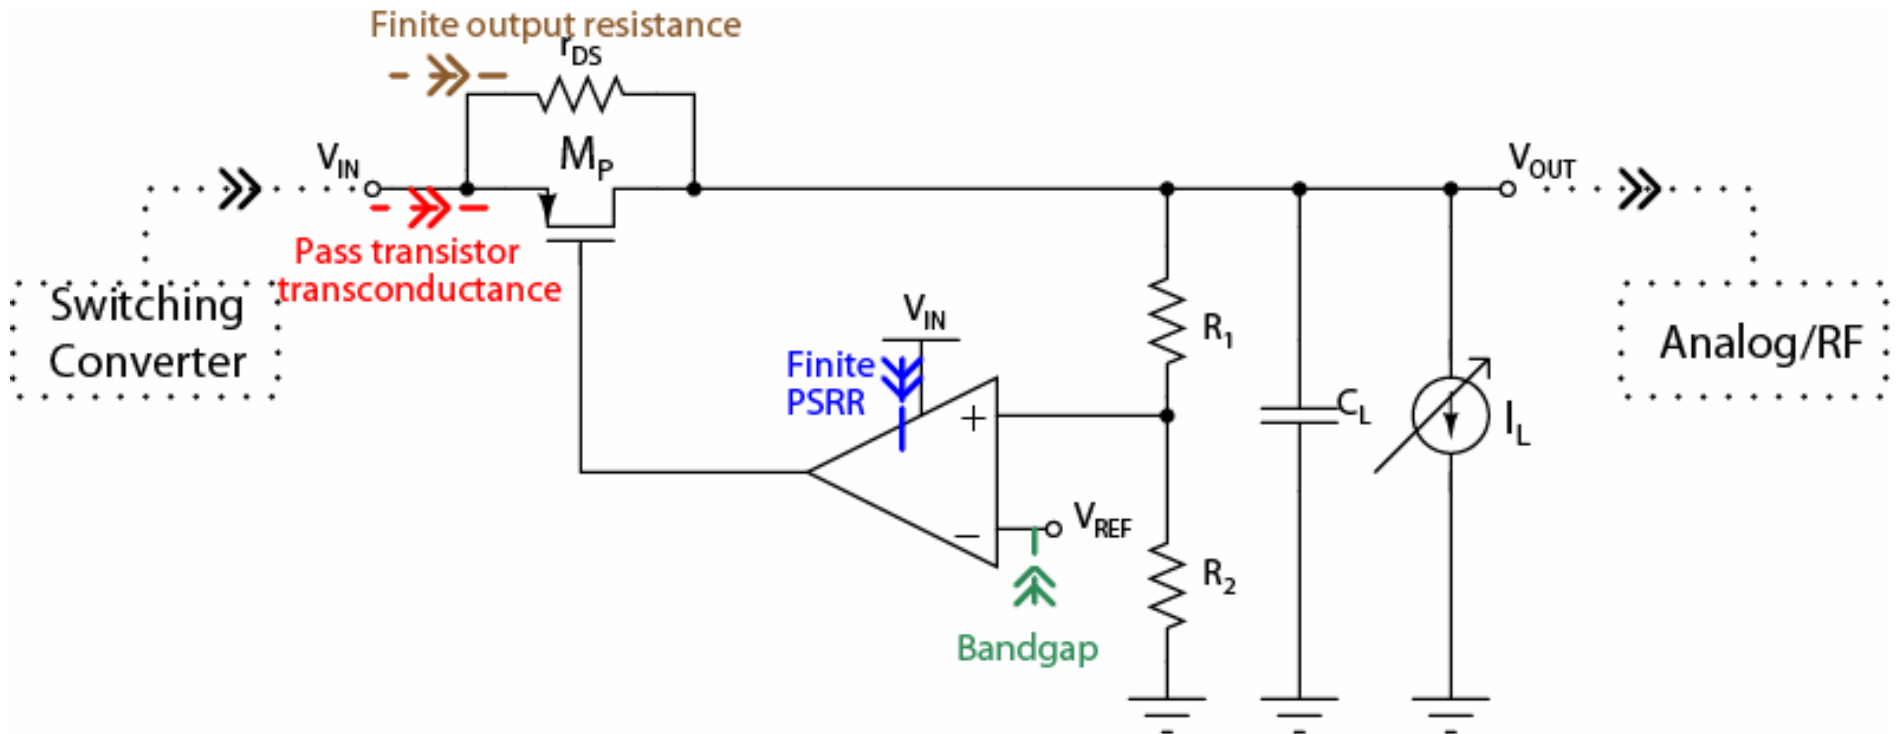 Finite output resistance
rDS
MP
VIN
VOUT
Pass transistor
transconductance
Switching
Converter
VIN
R1
Finite
PSRR
Analog/RF
+
CL
IL
VREF
−
R2
Bandgap